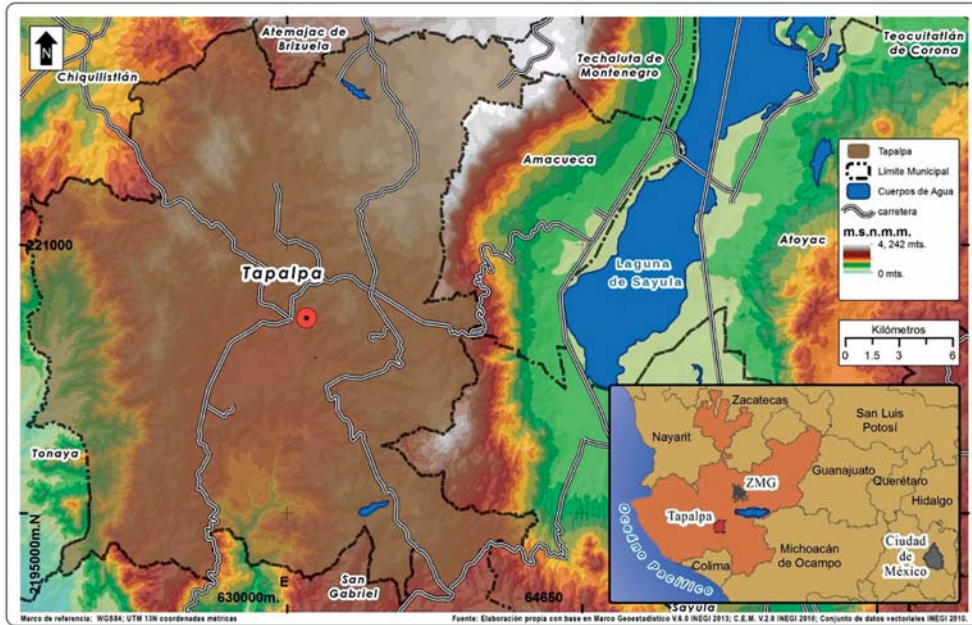 N
Atemajac de
Brizuela
Chiquilistlán
Techaluta de
Montenegro
Teocuitatlán
de Corona
Amacueca
Tapalpa
Límite Municipal
Cuerpos de Agua
carretera
m.s.n.m.m.
4, 242 mts.
0 mts.
221000
Atoyac
Tapalpa
Laguna
de Sayula
Kilómetros
0 1.5 3 6
Zacatecas
San Luis
Potosí
Nayarit
Guanajuato
Querétaro
Hidalgo
ZMG
Tapalpa
Océano Pacífico
Michoacán
de Ocampo
Colima
Ciudad
de
México
Tonaya
2195000m.N
E
630000m.
San
Gabriel
64650
Sayula
Marco de referencia: WGS84; UTM 13N coordenadas métricas
Fuente: Elaboración propia con base en Marco Geoestadístico V.6.0 INEGI 2013; C.E.M. V.2.0 INEGI 2010; Conjunto de datos vectoriales INEGI 2010.